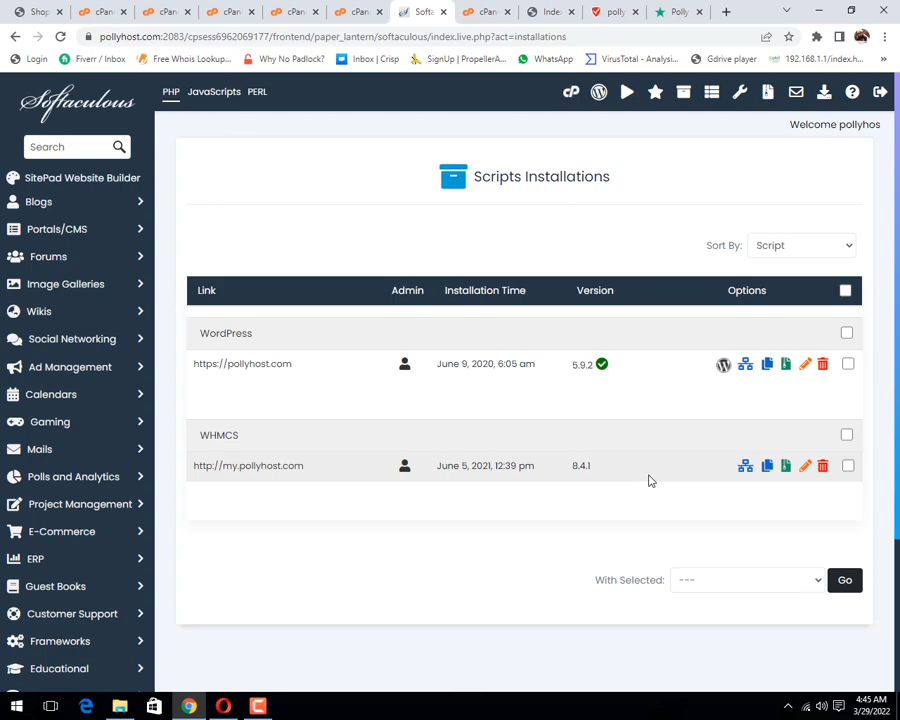 Shop
cPan
cPan
cPan
cPan
cPan
Softa
cPan
Index
polly
Polly
pollyhost.com:2083/cpsess6962069177/frontend/paper_lantern/softaculous/index.live.php?act=installations
Login
Fiverr / Inbox
Free Whois Lookup...
Why No Padlock?
Inbox | Crisp
SignUp | PropellerA...
WhatsApp
VirusTotal - Analysi...
Gdrive player
192.168.1.1/index.h...
Softaculous
PHP
JavaScripts
PERL
Welcome pollyhos
Search
SitePad Website Builder
Blogs
Portals/CMS
Forums
Image Galleries
Wikis
Social Networking
Ad Management
Calendars
Gaming
Mails
Polls and Analytics
Project Management
E-Commerce
ERP
Guest Books
Customer Support
Frameworks
Educational
Scripts Installations
Sort By: Script
Link Admin Installation Time Version Options
WordPress
https://pollyhost.com June 9, 2020, 6:05 am 5.9.2
WHMCS
http://my.pollyhost.com June 5, 2021, 12:39 pm 8.4.1
With Selected: --- Go
4:45 AM
3/29/2022